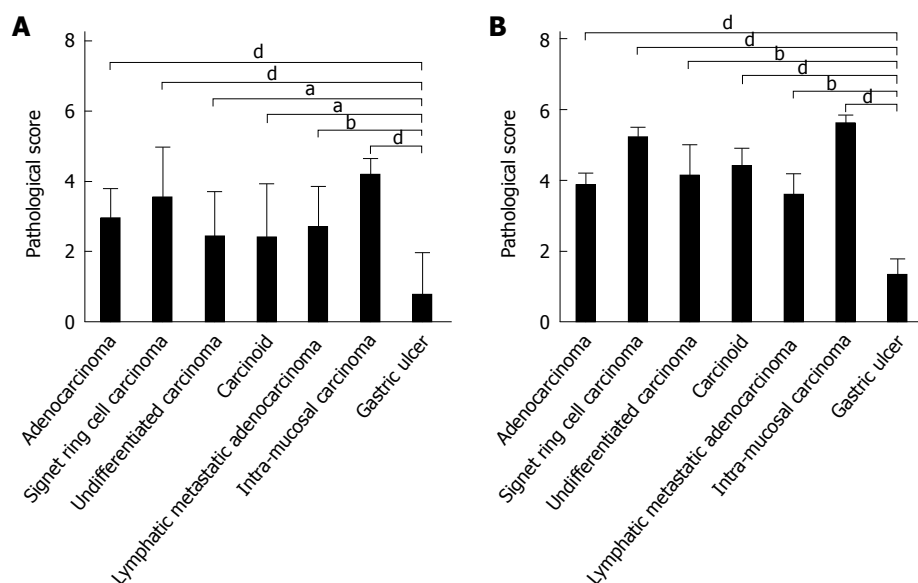 A
Pathological score
8
6
4
2
0
d
d
a
a
b
d
Adenocarcinoma
Signet ring cell carcinoma
Undifferentiated carcinoma
Carcinoid
Lymphatic metastatic adenocarcinoma
Intra-mucosal carcinoma
Gastric ulcer
B
Pathological score
8
6
4
2
0
d
d
b
d
b
d
Adenocarcinoma
Signet ring cell carcinoma
Undifferentiated carcinoma
Carcinoid
Lymphatic metastatic adenocarcinoma
Intra-mucosal carcinoma
Gastric ulcer